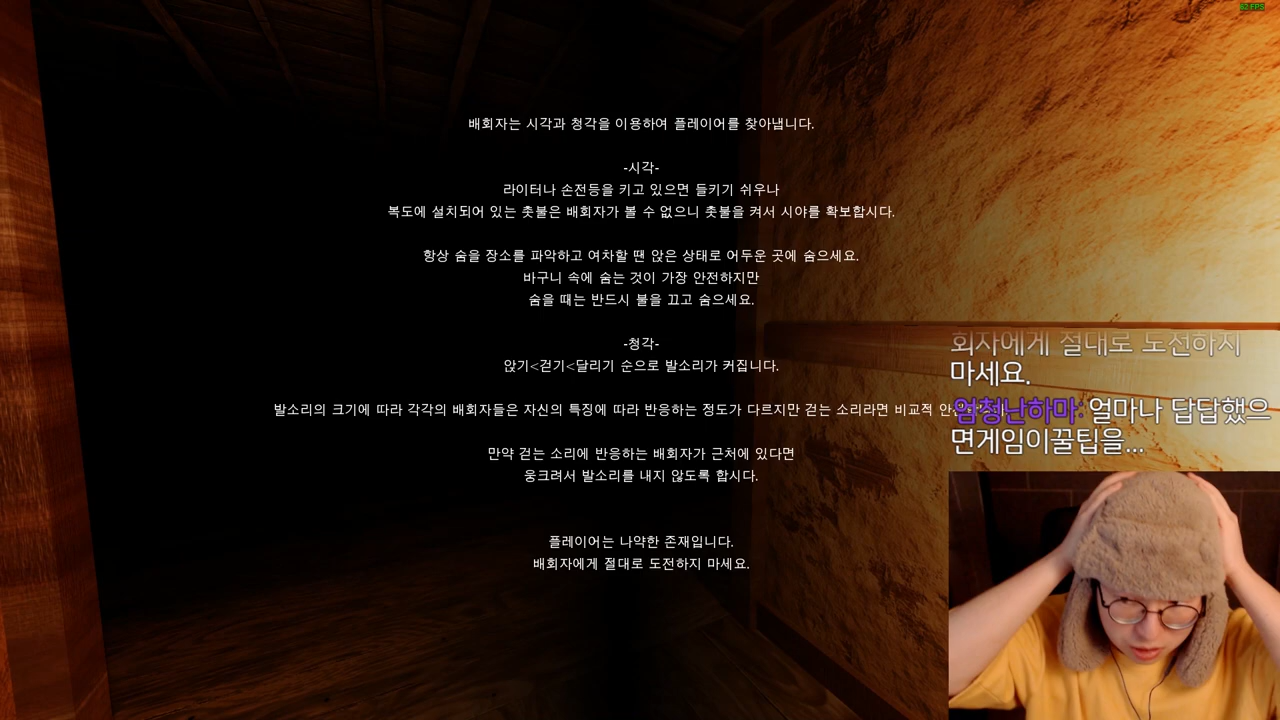 82 FPS
배회자는 시각과 청각을 이용하여 플레이어를 찾아냅니다.
-시각-
라이터나 손전등을 키고 있으면 들키기 쉬우나
복도에 설치되어 있는 촛불은 배회자가 볼 수 없으니 촛불을 켜서 시야를 확보합시다.
항상 숨을 장소를 파악하고 여차할 땐 앉은 상태로 어두운 곳에 숨으세요.
바구니 속에 숨는 것이 가장 안전하지만
숨을 때는 반드시 불을 끄고 숨으세요.
-청각-
앉기<걷기<달리기 순으로 발소리가 커집니다.
발소리의 크기에 따라 각각의 배회자들은 자신의 특징에 따라 반응하는 정도가 다르지만 걷는 소리라면 비교적
만약 걷는 소리에 반응하는 배회자가 근처에 있다면
웅크려서 발소리를 내지 않도록 합시다.
플레이어는 나약한 존재입니다.
배회자에게 절대로 도전하지 마세요.
회자에게 절대로 도전하지
마세요.
엄청난하마: 얼마나 답답했으
면게임이꿀팁을...